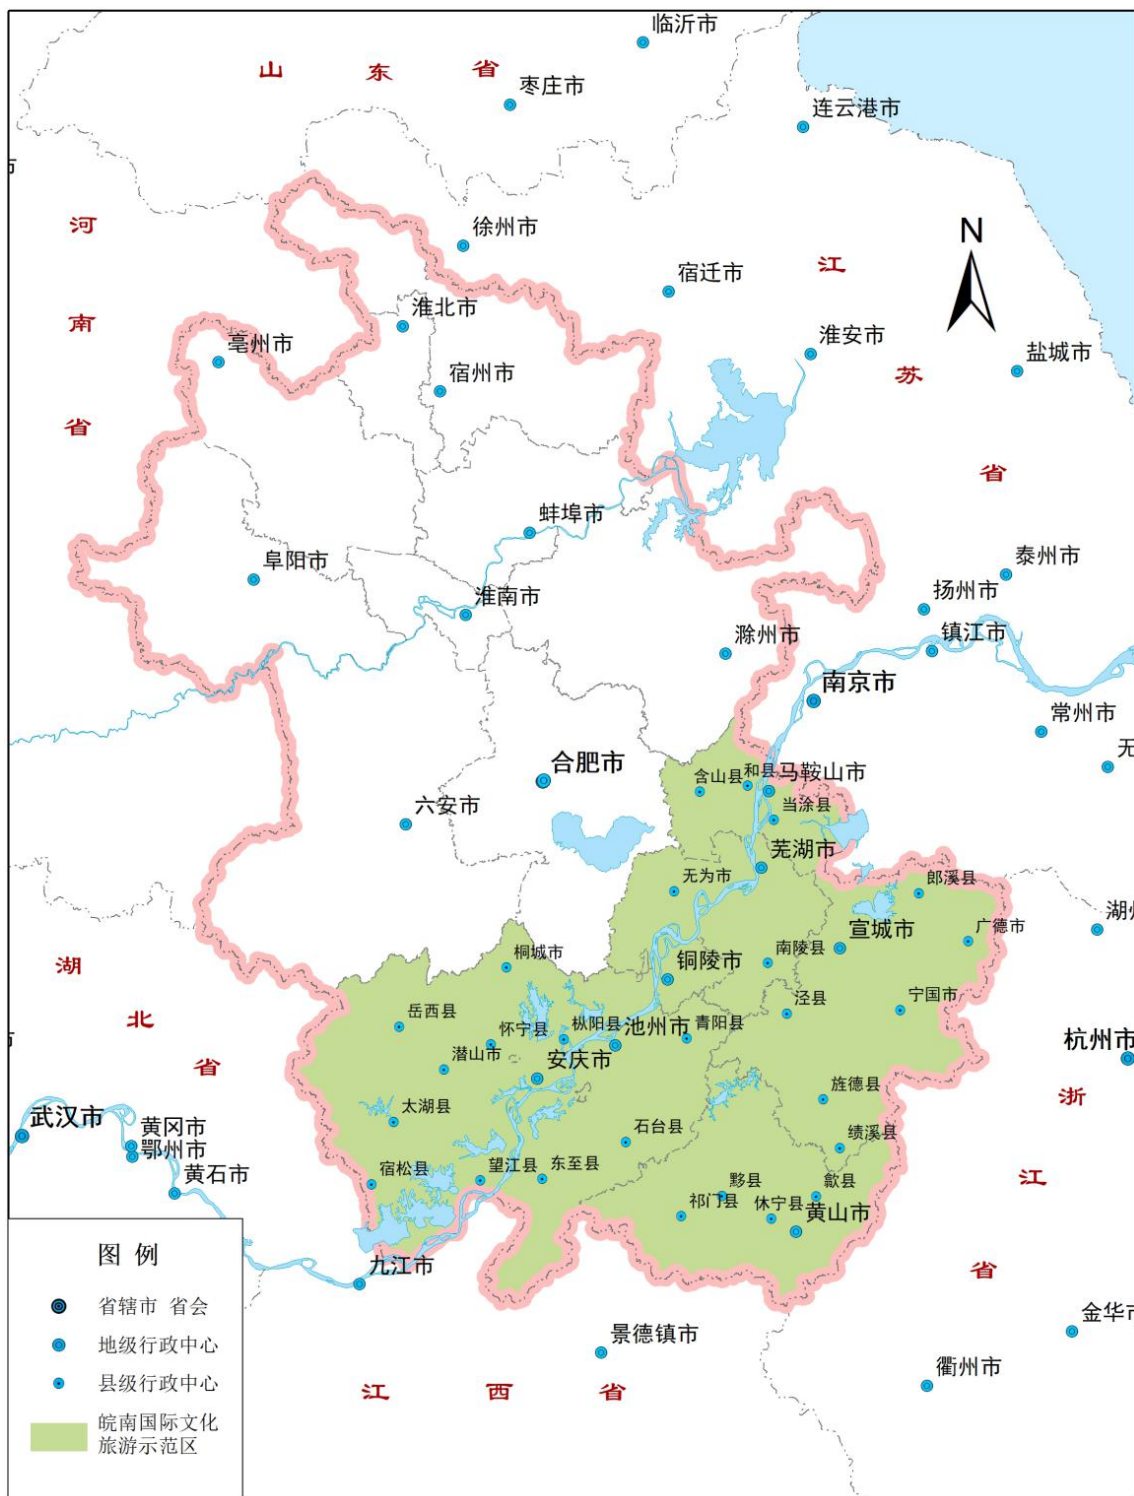 临沂市
山东省
枣庄市
连云港市
市
河南省
徐州市
江苏省
N
宿迁市
淮北市
淮安市
亳州市
盐城市
宿州市
蚌埠市
阜阳市
泰州市
扬州市
淮南市
镇江市
滁州市
南京市
常州市
无
合肥市
含山县
和县
马鞍山市
六安市
当涂县
芜湖市
无为市
郎溪县
湖州
宣城市
广德市
桐城市
南陵县
铜陵市
湖北省
岳西县
泾县
宁国市
怀宁县
枞阳县
池州市
青阳县
市
杭州市
潜山市
安庆市
旌德县
浙江省
太湖县
武汉市
黄冈市
鄂州市
石台县
绩溪县
黄石市
宿松县
望江县
东至县
黟县
歙县
祁门县
休宁县
黄山市
九江市
图例
省辖市 省会
地级行政中心
县级行政中心
皖南国际文化
旅游示范区
金华市
景德镇市
衢州市
江西省